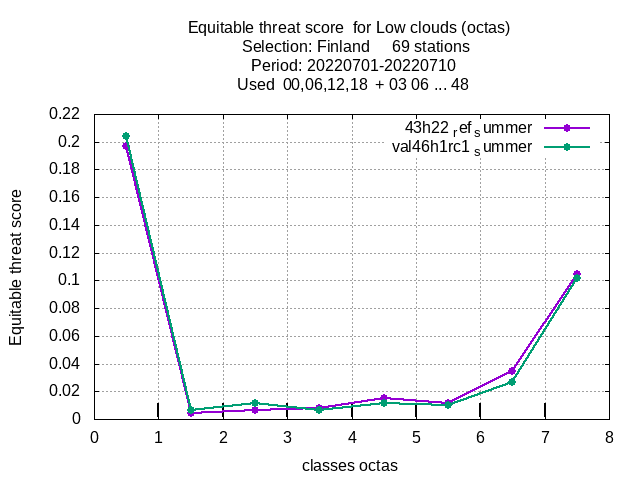 Equitable threat score for Low clouds (octas)
Selection: Finland 69 stations
Period: 20220701-20220710
Used 00,06,12,18 + 03 06 ... 48
43h22 ref summer
val46h1rc1 summer
Equitable threat score
0.22
0.2
0.18
0.16
0.14
0.12
0.1
0.08
0.06
0.04
0.02
0
0 1 2 3 4 5 6 7 8
classes octas